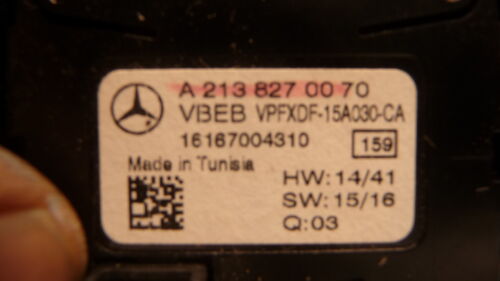 A 213 827 00 70
VBEB VPFXDF-15A030-CA
16167004310 159
Made in Tunisia
HW: 14/41
SW: 15/16
Q: 03